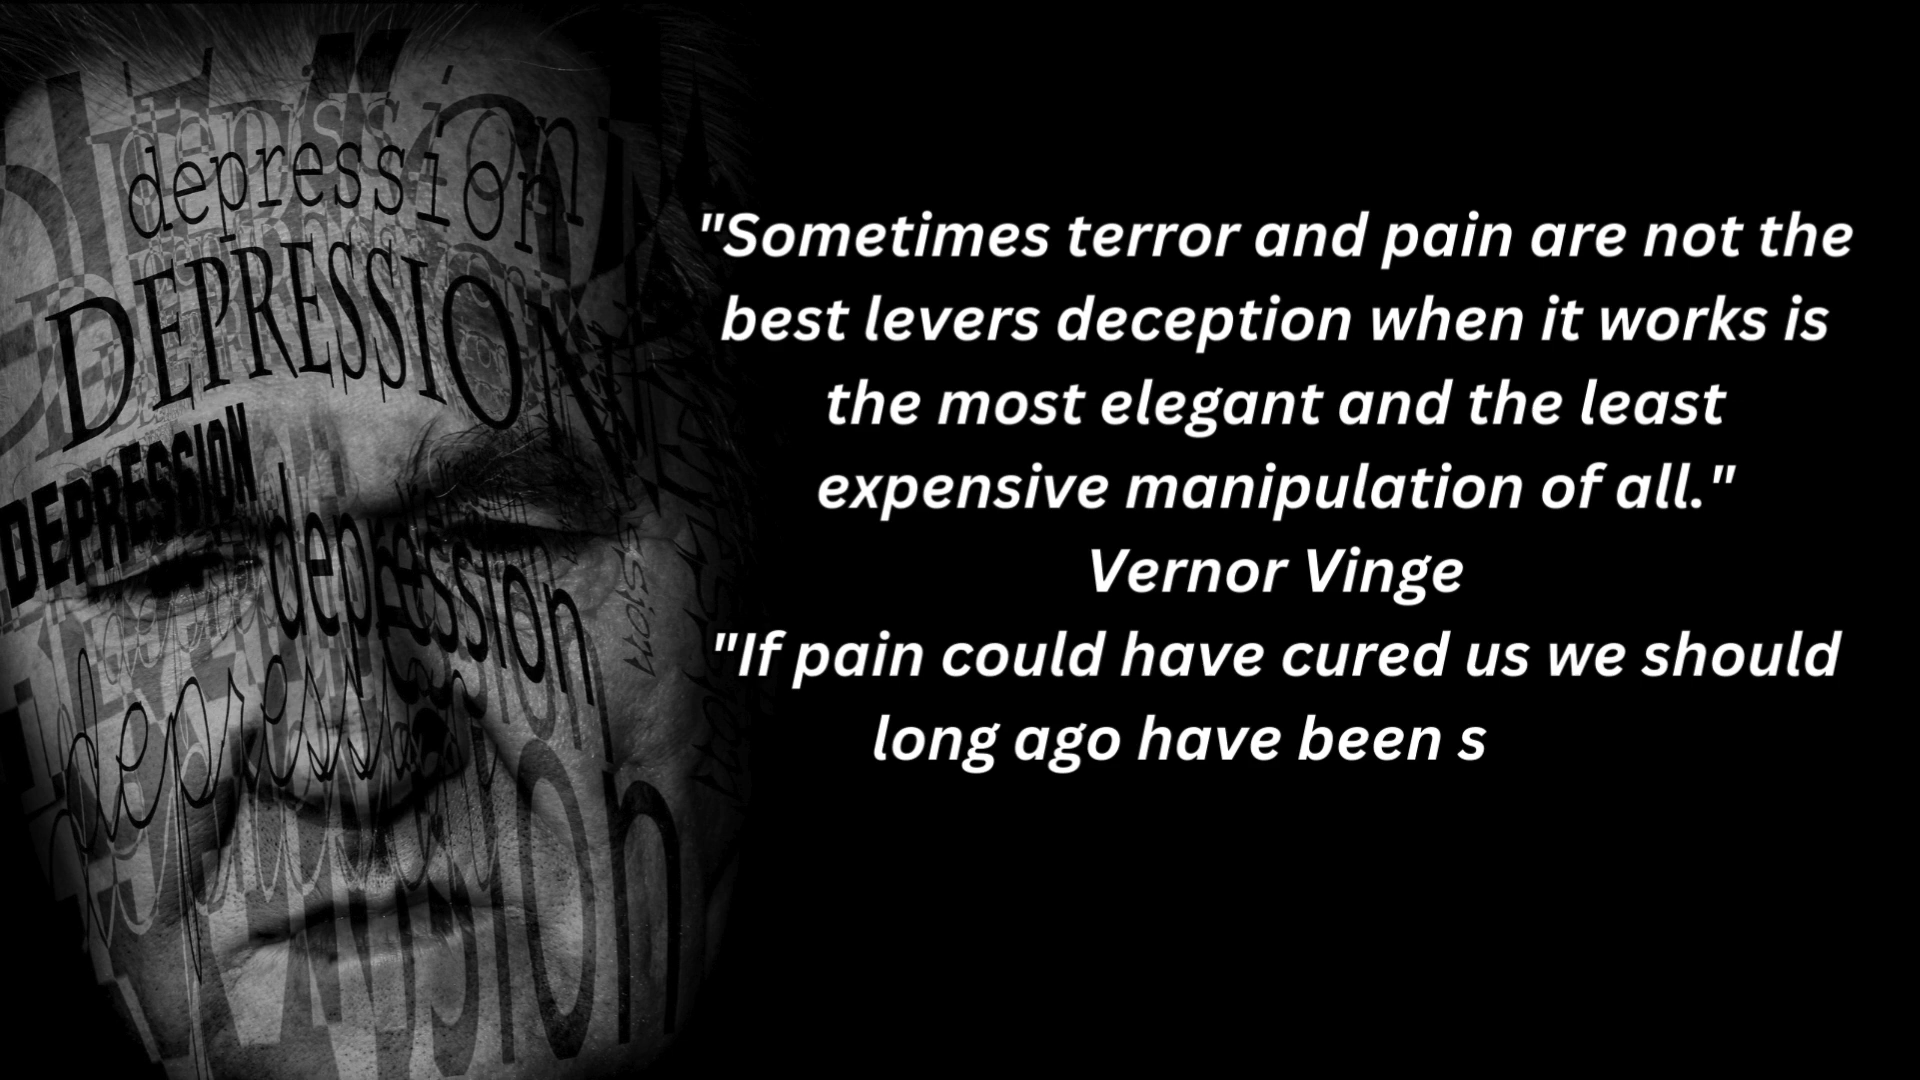 depression
DEPRESSION
DEPRESSION
depression
depression
"Sometimes terror and pain are not the
best levers deception when it works is
the most elegant and the least
expensive manipulation of all."
Vernor Vinge
"If pain could have cured us we should
long ago have been s